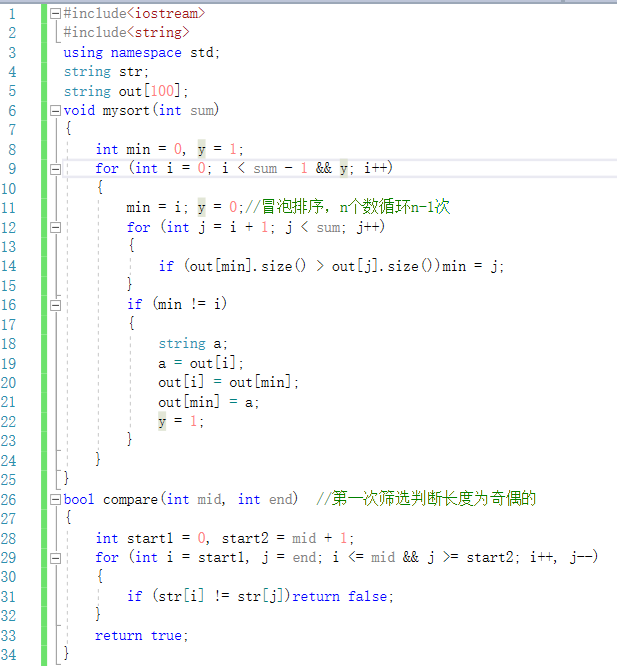 1 #include<iostream>
2 #include<string>
3 using namespace std;
4 string str;
5 string out[100];
6 void mysort(int sum)
7 {
8 int min = 0, y = 1;
9 for (int i = 0; i < sum - 1 && y; i++)
10 {
11 min = i; y = 0;//冒泡排序，n个数循环n-1次
12 for (int j = i + 1; j < sum; j++)
13 {
14 if (out[min].size() > out[j].size())min = j;
15 }
16 if (min != i)
17 {
18 string a;
19 a = out[i];
20 out[i] = out[min];
21 out[min] = a;
22 y = 1;
23 }
24 }
25 }
26 bool compare(int mid, int end) //第一次筛选判断长度为奇偶的
27 {
28 int start1 = 0, start2 = mid + 1;
29 for (int i = start1, j = end; i <= mid && j >= start2; i++, j--)
30 {
31 if (str[i] != str[j])return false;
32 }
33 return true;
34 }